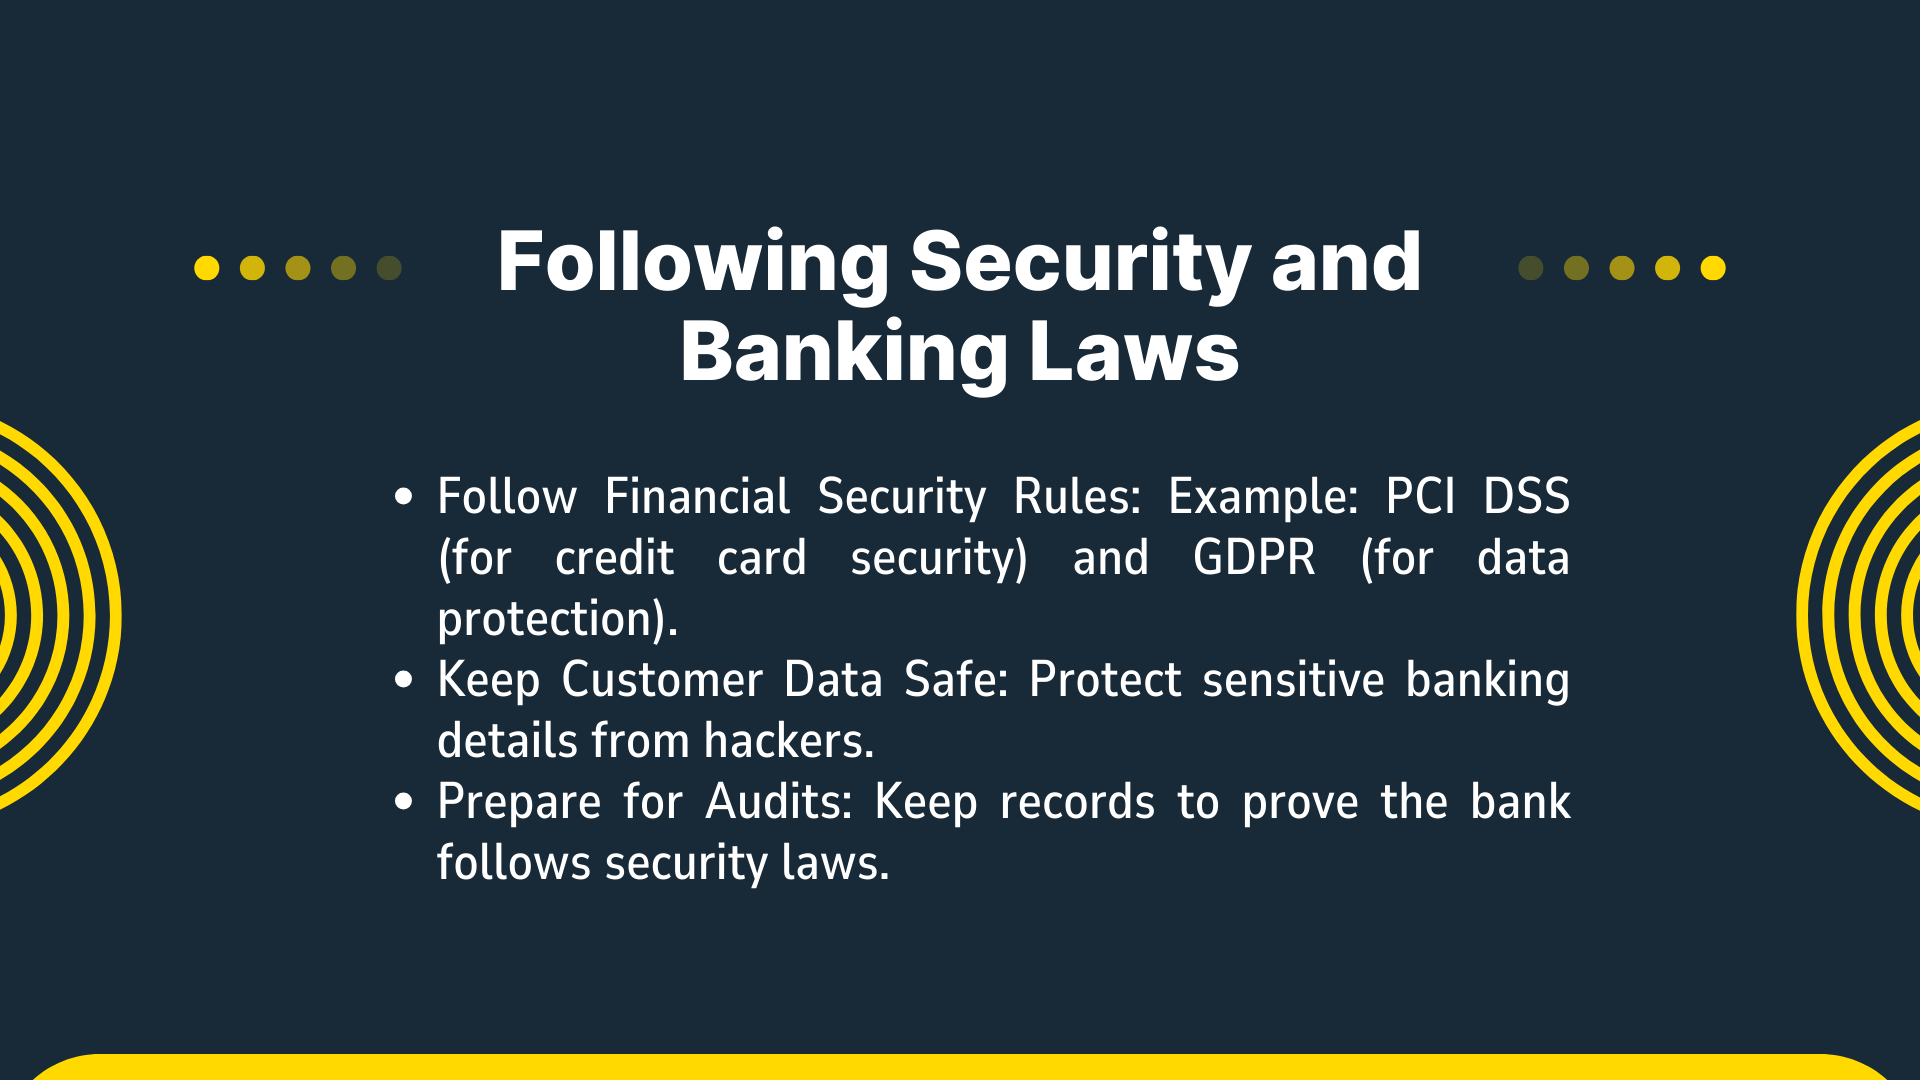 Following Security and
Banking Laws
• Follow Financial Security Rules: Example: PCI DSS
(for credit card security) and GDPR (for data
protection).
• Keep Customer Data Safe: Protect sensitive banking
details from hackers.
• Prepare for Audits: Keep records to prove the bank
follows security laws.